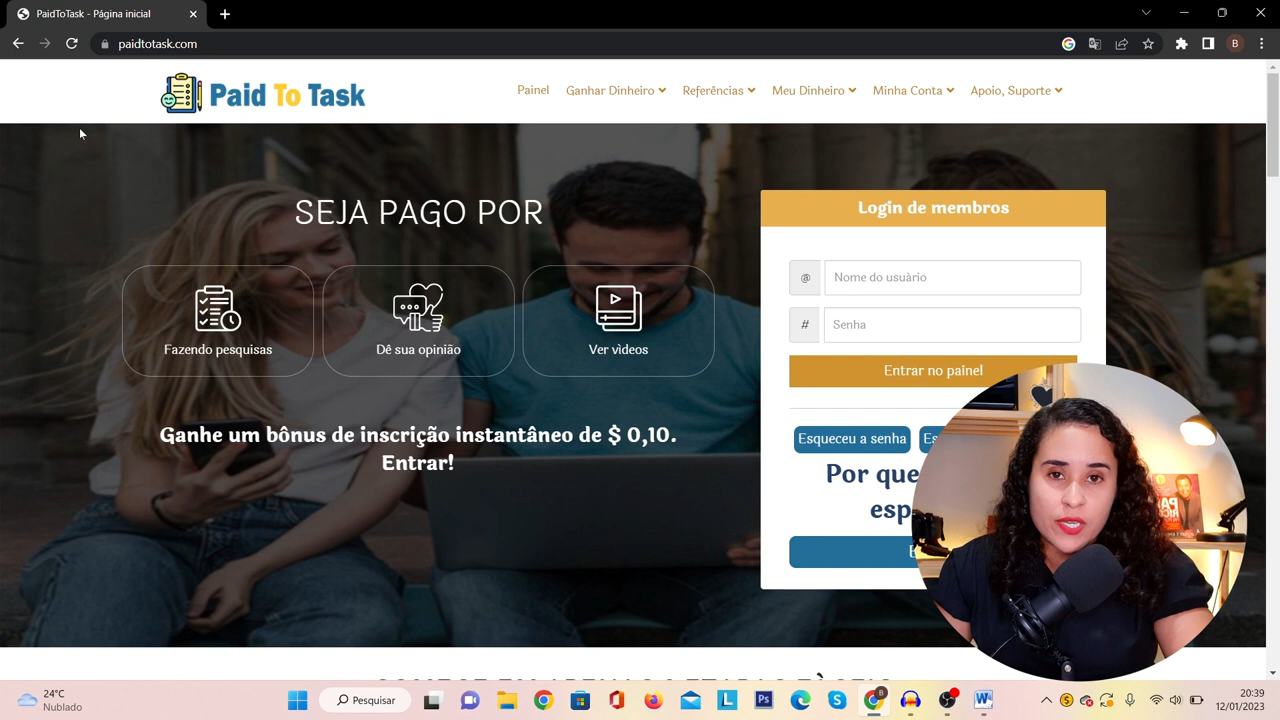 PaidToTask - Página inicial
paidtotask.com
B
Paid To Task
Painel
Ganhar Dinheiro
Referências
Meu Dinheiro
Minha Conta
Apoio, Suporte
SEJA PAGO POR
Fazendo pesquisas
Dê sua opinião
Ver vìdeos
Ganhe um bônus de inscrição instantâneo de $ 0,10.
Entrar!
Login de membros
@
Nome do usuàrio
#
Senha
Entrar no painel
Esqueceu a senha
Es
Por que
esp
24°C
Nublado
Pesquisar
20:39
12/01/2023